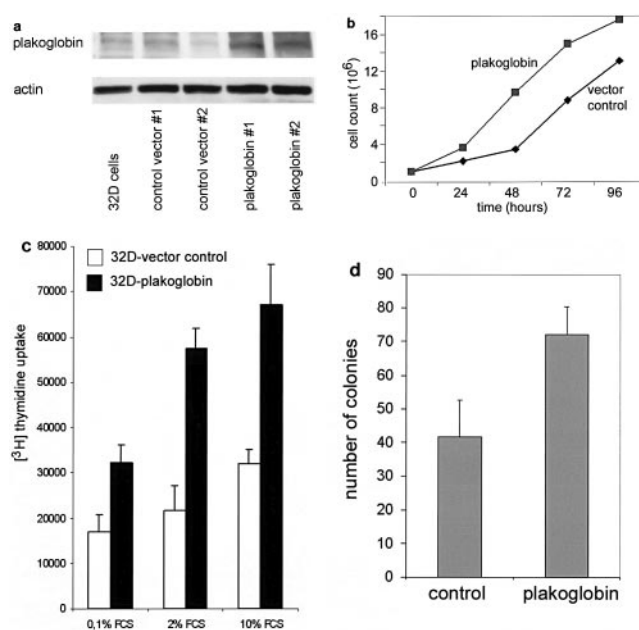 a
plakoglobin
actin
32D cells
control vector #1
control vector #2
plakoglobin #1
plakoglobin #2
b
cell count (10⁶)
16
12
8
4
0
plakoglobin
vector
control
0 24 48 72 96
time (hours)
c
32D-vector control
32D-plakoglobin
[³H] thymidine uptake
80000
70000
60000
50000
40000
30000
20000
10000
0
0,1% FCS 2% FCS 10% FCS
d
number of colonies
90
80
70
60
50
40
30
20
10
0
control plakoglobin